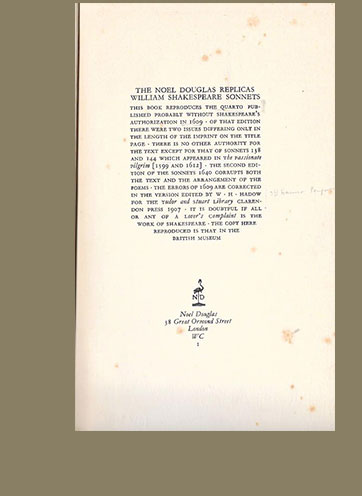 THE NOEL DOUGLAS REPLICAS
WILLIAM SHAKESPEARE SONNETS
THIS BOOK REPRODUCES THE QUARTO PUB-
LISHED PROBABLY WITHOUT SHAKESPEARE'S
AUTHORIZATION IN 1609 · OF THAT EDITION
THERE WERE TWO ISSUES DIFFERING ONLY IN
THE LENGTH OF THE IMPRINT ON THE TITLE
PAGE · THERE IS NO OTHER AUTHORITY FOR
THE TEXT EXCEPT FOR THAT OF SONNETS 138
AND 144 WHICH APPEARED IN the Passionate
pilgrim [1599 AND 1612] · THE SECOND EDI-
TION OF THE SONNETS 1640 CORRUPTS BOTH
THE TEXT AND THE ARRANGEMENT OF THE
POEMS · THE ERRORS OF 1609 ARE CORRECTED
IN THE VERSION EDITED BY W · H · HADOW
FOR THE Tudor and Stuart Library CLAREN-
DON PRESS 1907 · IT IS DOUBTFUL IF ALL
OR ANY OF A Lover's Complaint IS THE
WORK OF SHAKESPEARE · THE COPY HERE
REPRODUCED IS THAT IN THE
BRITISH MUSEUM
N D
Noel Douglas
38 Great Ormond Street
London
WC
1